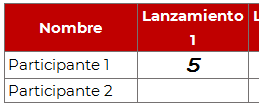 Nombre
Lanzamiento
1
L
Participante 1
5
Participante 2